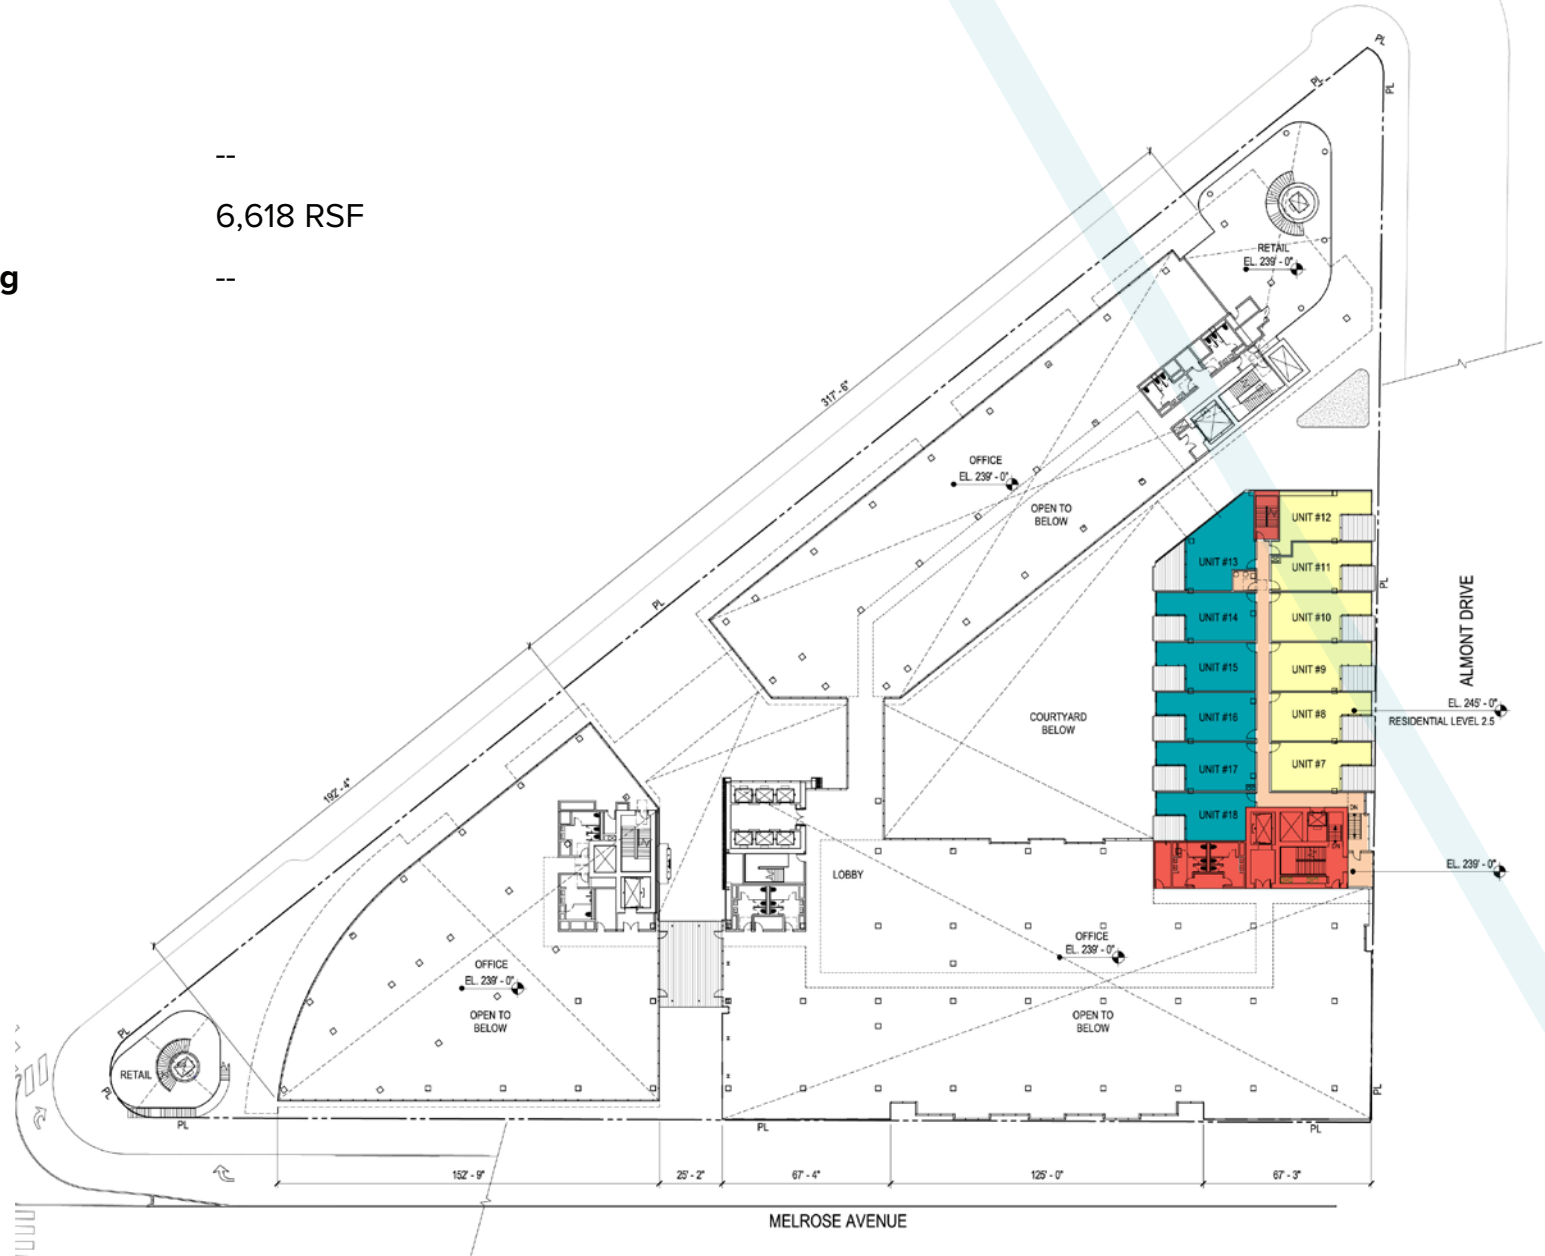 --
6,618 RSF
g
--
PL
PL
PL
RETAIL
EL. 239' - 0"
317' - 6"
OFFICE
EL. 239' - 0"
OPEN TO
BELOW
UNIT #12
UNIT #13
UNIT #11
PL
PL
UNIT #14
UNIT #10
ALMONT DRIVE
UNIT #15
UNIT #9
COURTYARD
BELOW
UNIT #16
UNIT #8
EL. 245' - 0"
RESIDENTIAL LEVEL 2.5
192' - 4"
UNIT #17
UNIT #7
DN
UNIT #18
LOBBY
EL. 239' - 0"
OFFICE
EL. 239' - 0"
OFFICE
EL. 239' - 0"
OPEN TO
BELOW
OPEN TO
BELOW
PL
RETAIL
PL
PL
PL
PL
PL
152' - 9"
25' - 2"
67' - 4"
125' - 0"
67' - 3"
MELROSE AVENUE